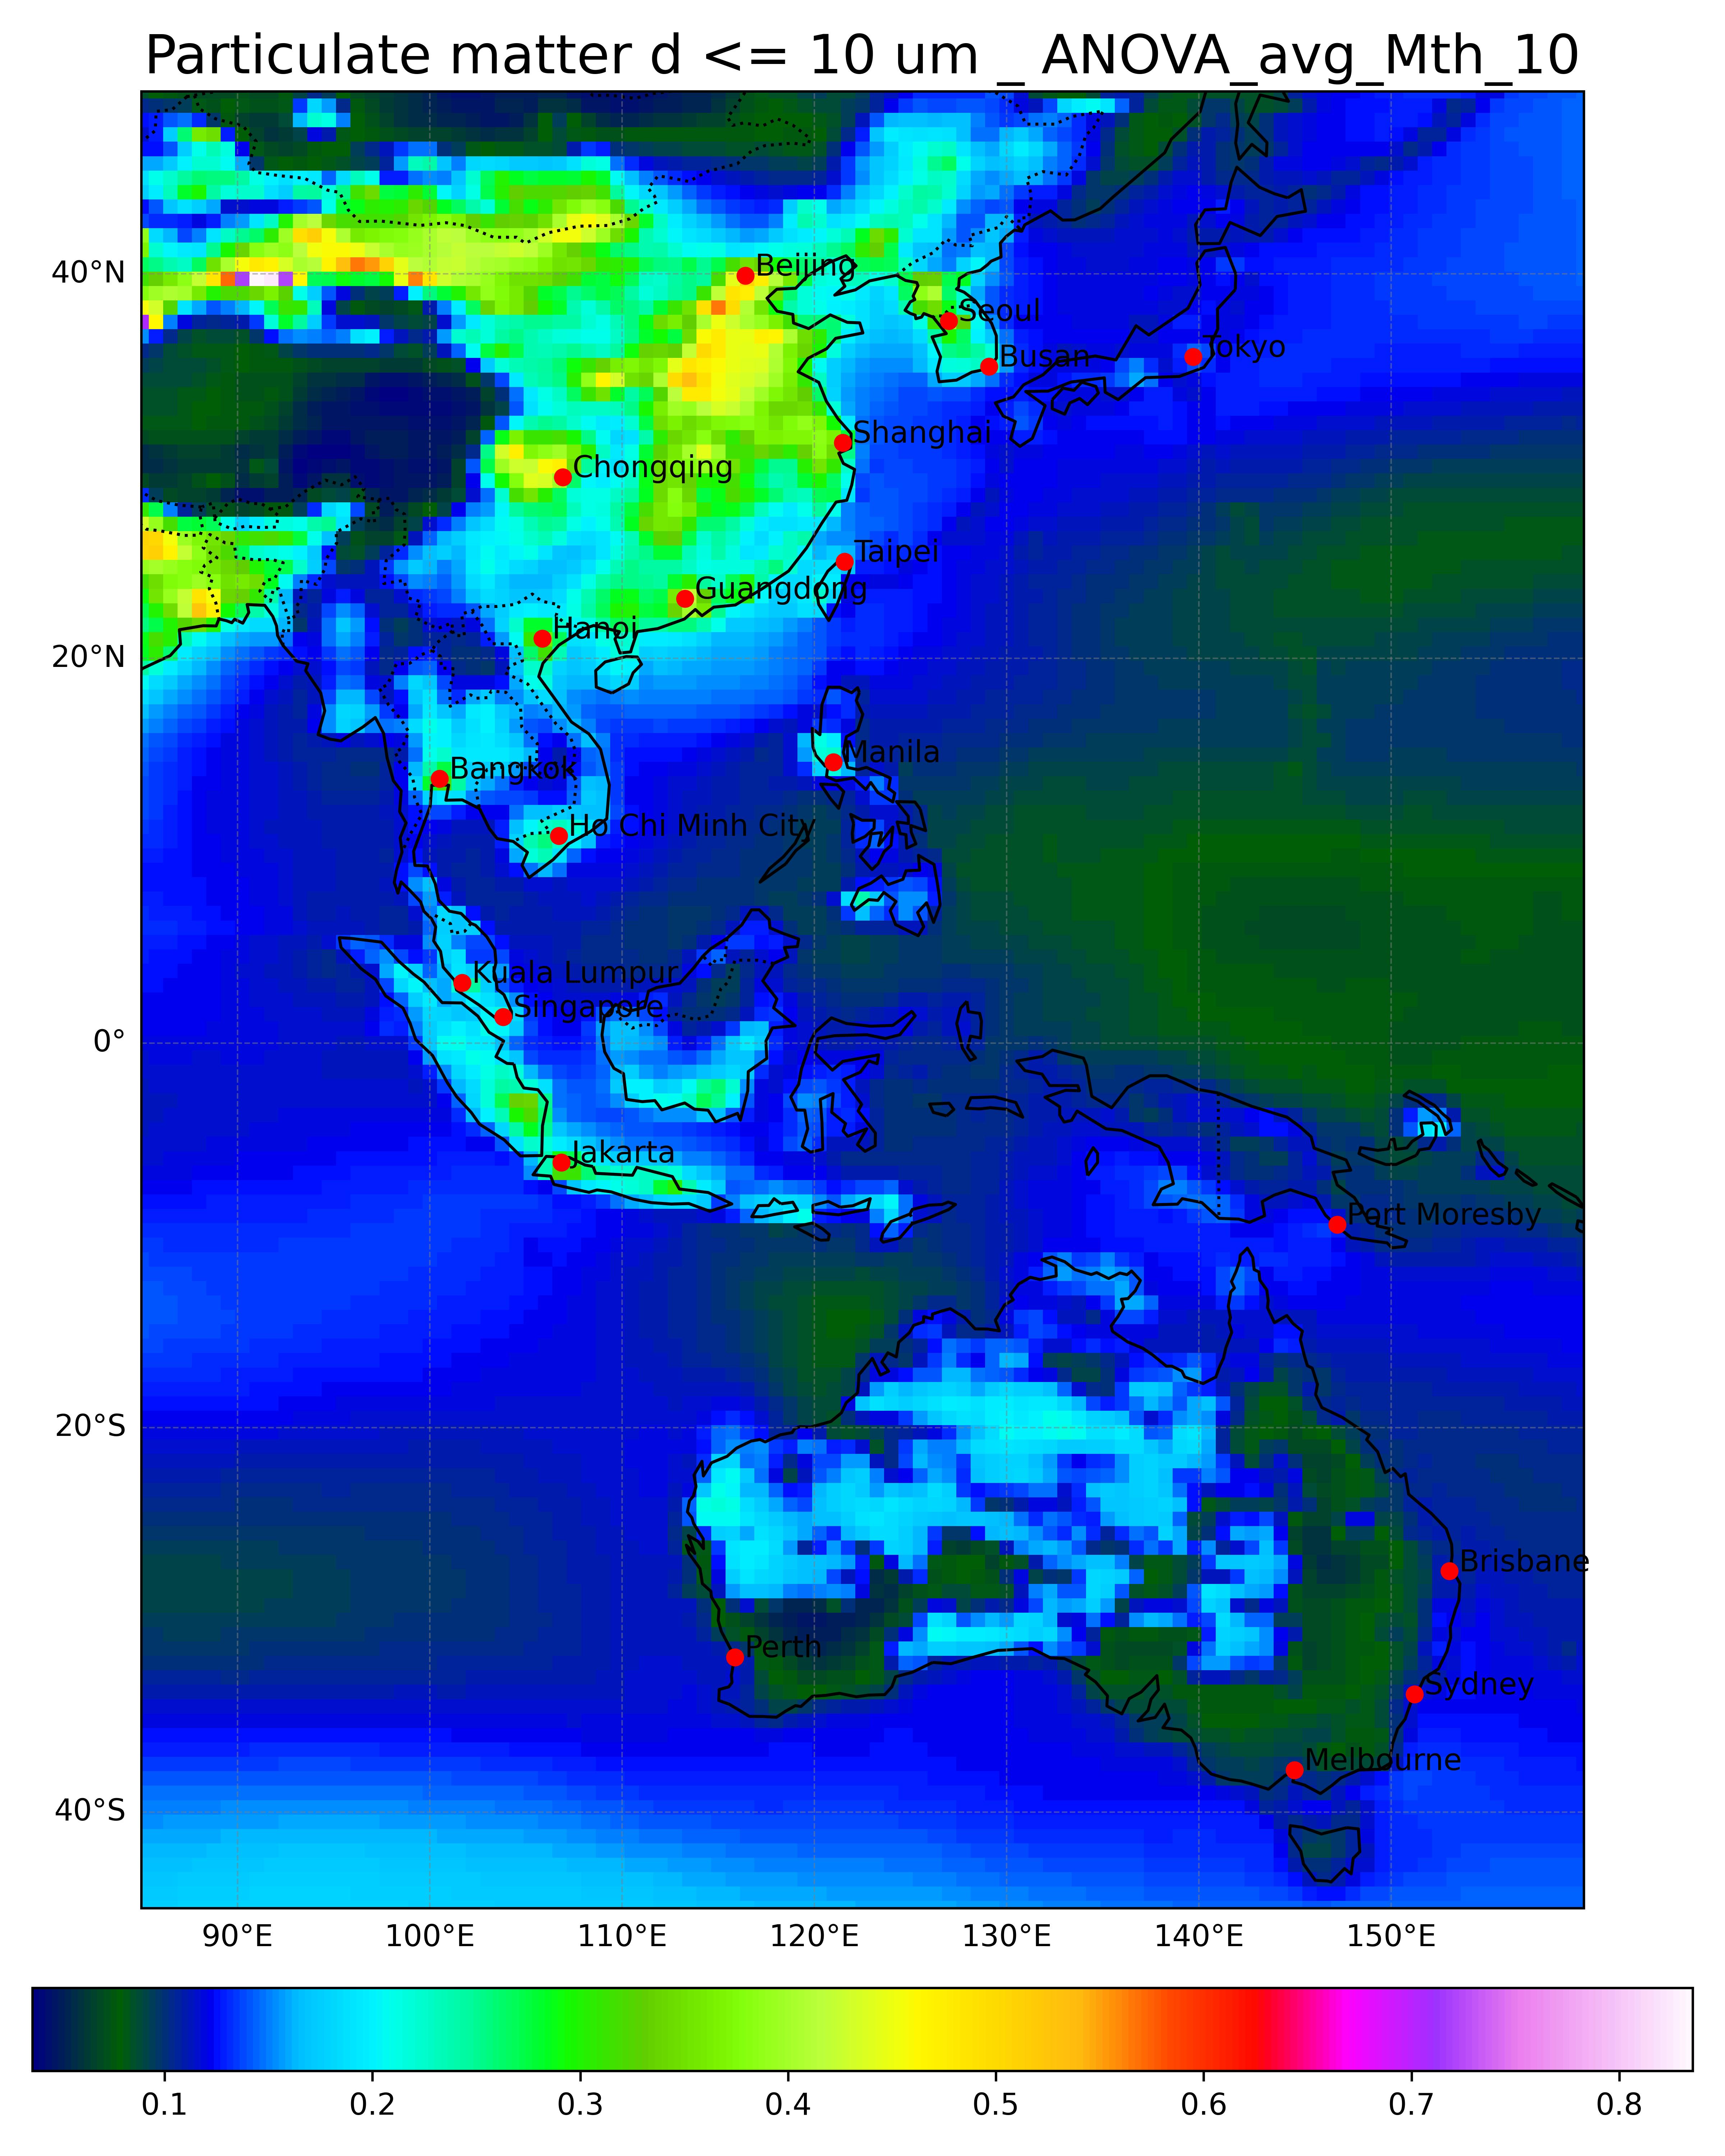 Particulate matter d <= 10 um _ ANOVA_avg_Mth_10
40°N
20°N
0°
20°S
40°S
Beijing
Seoul
Busan
Tokyo
Shanghai
Chongqing
Taipei
Guangdong
Hanoi
Manila
Bangkok
Ho Chi Minh City
Kuala Lumpur
Singapore
Jakarta
Port Moresby
Brisbane
Perth
Sydney
Melbourne
90°E 100°E 110°E 120°E 130°E 140°E 150°E
0.1 0.2 0.3 0.4 0.5 0.6 0.7 0.8